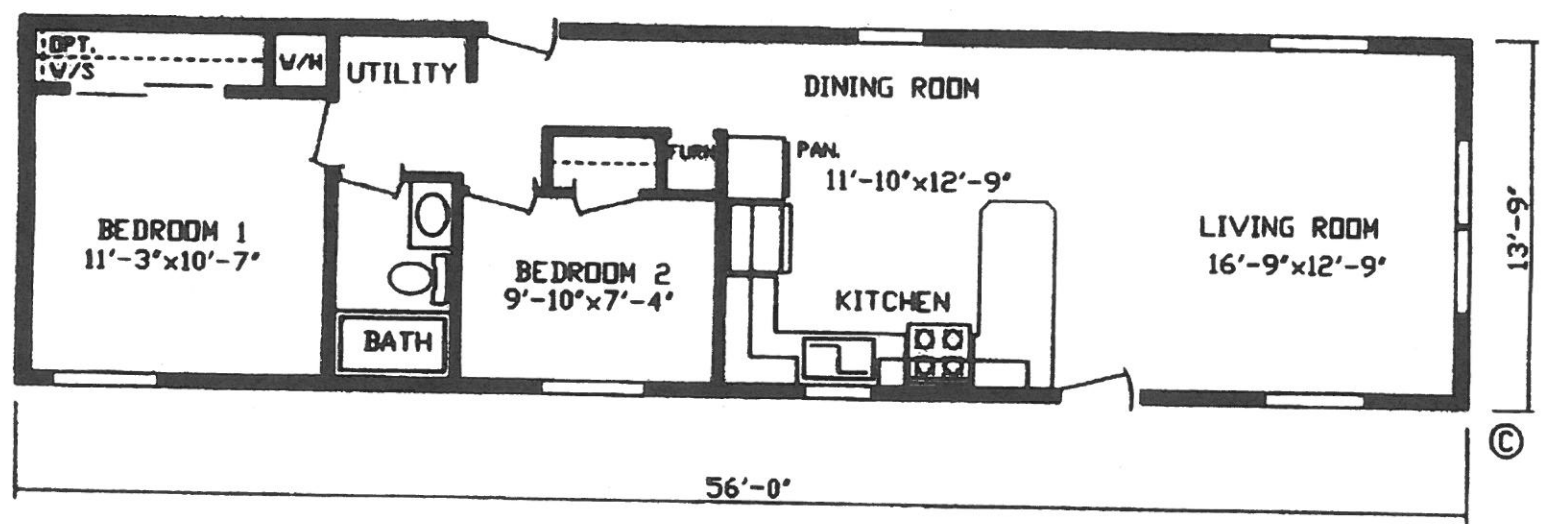 OPT.
W/S
W/H
UTILITY
DINING ROOM
FURN
PAN.
11'-10"x12'-9"
BEDROOM 1
11'-3"x10'-7"
BEDROOM 2
9'-10"x7'-4"
LIVING ROOM
16'-9"x12'-9"
13'-9"
KITCHEN
BATH
©
56'-0"